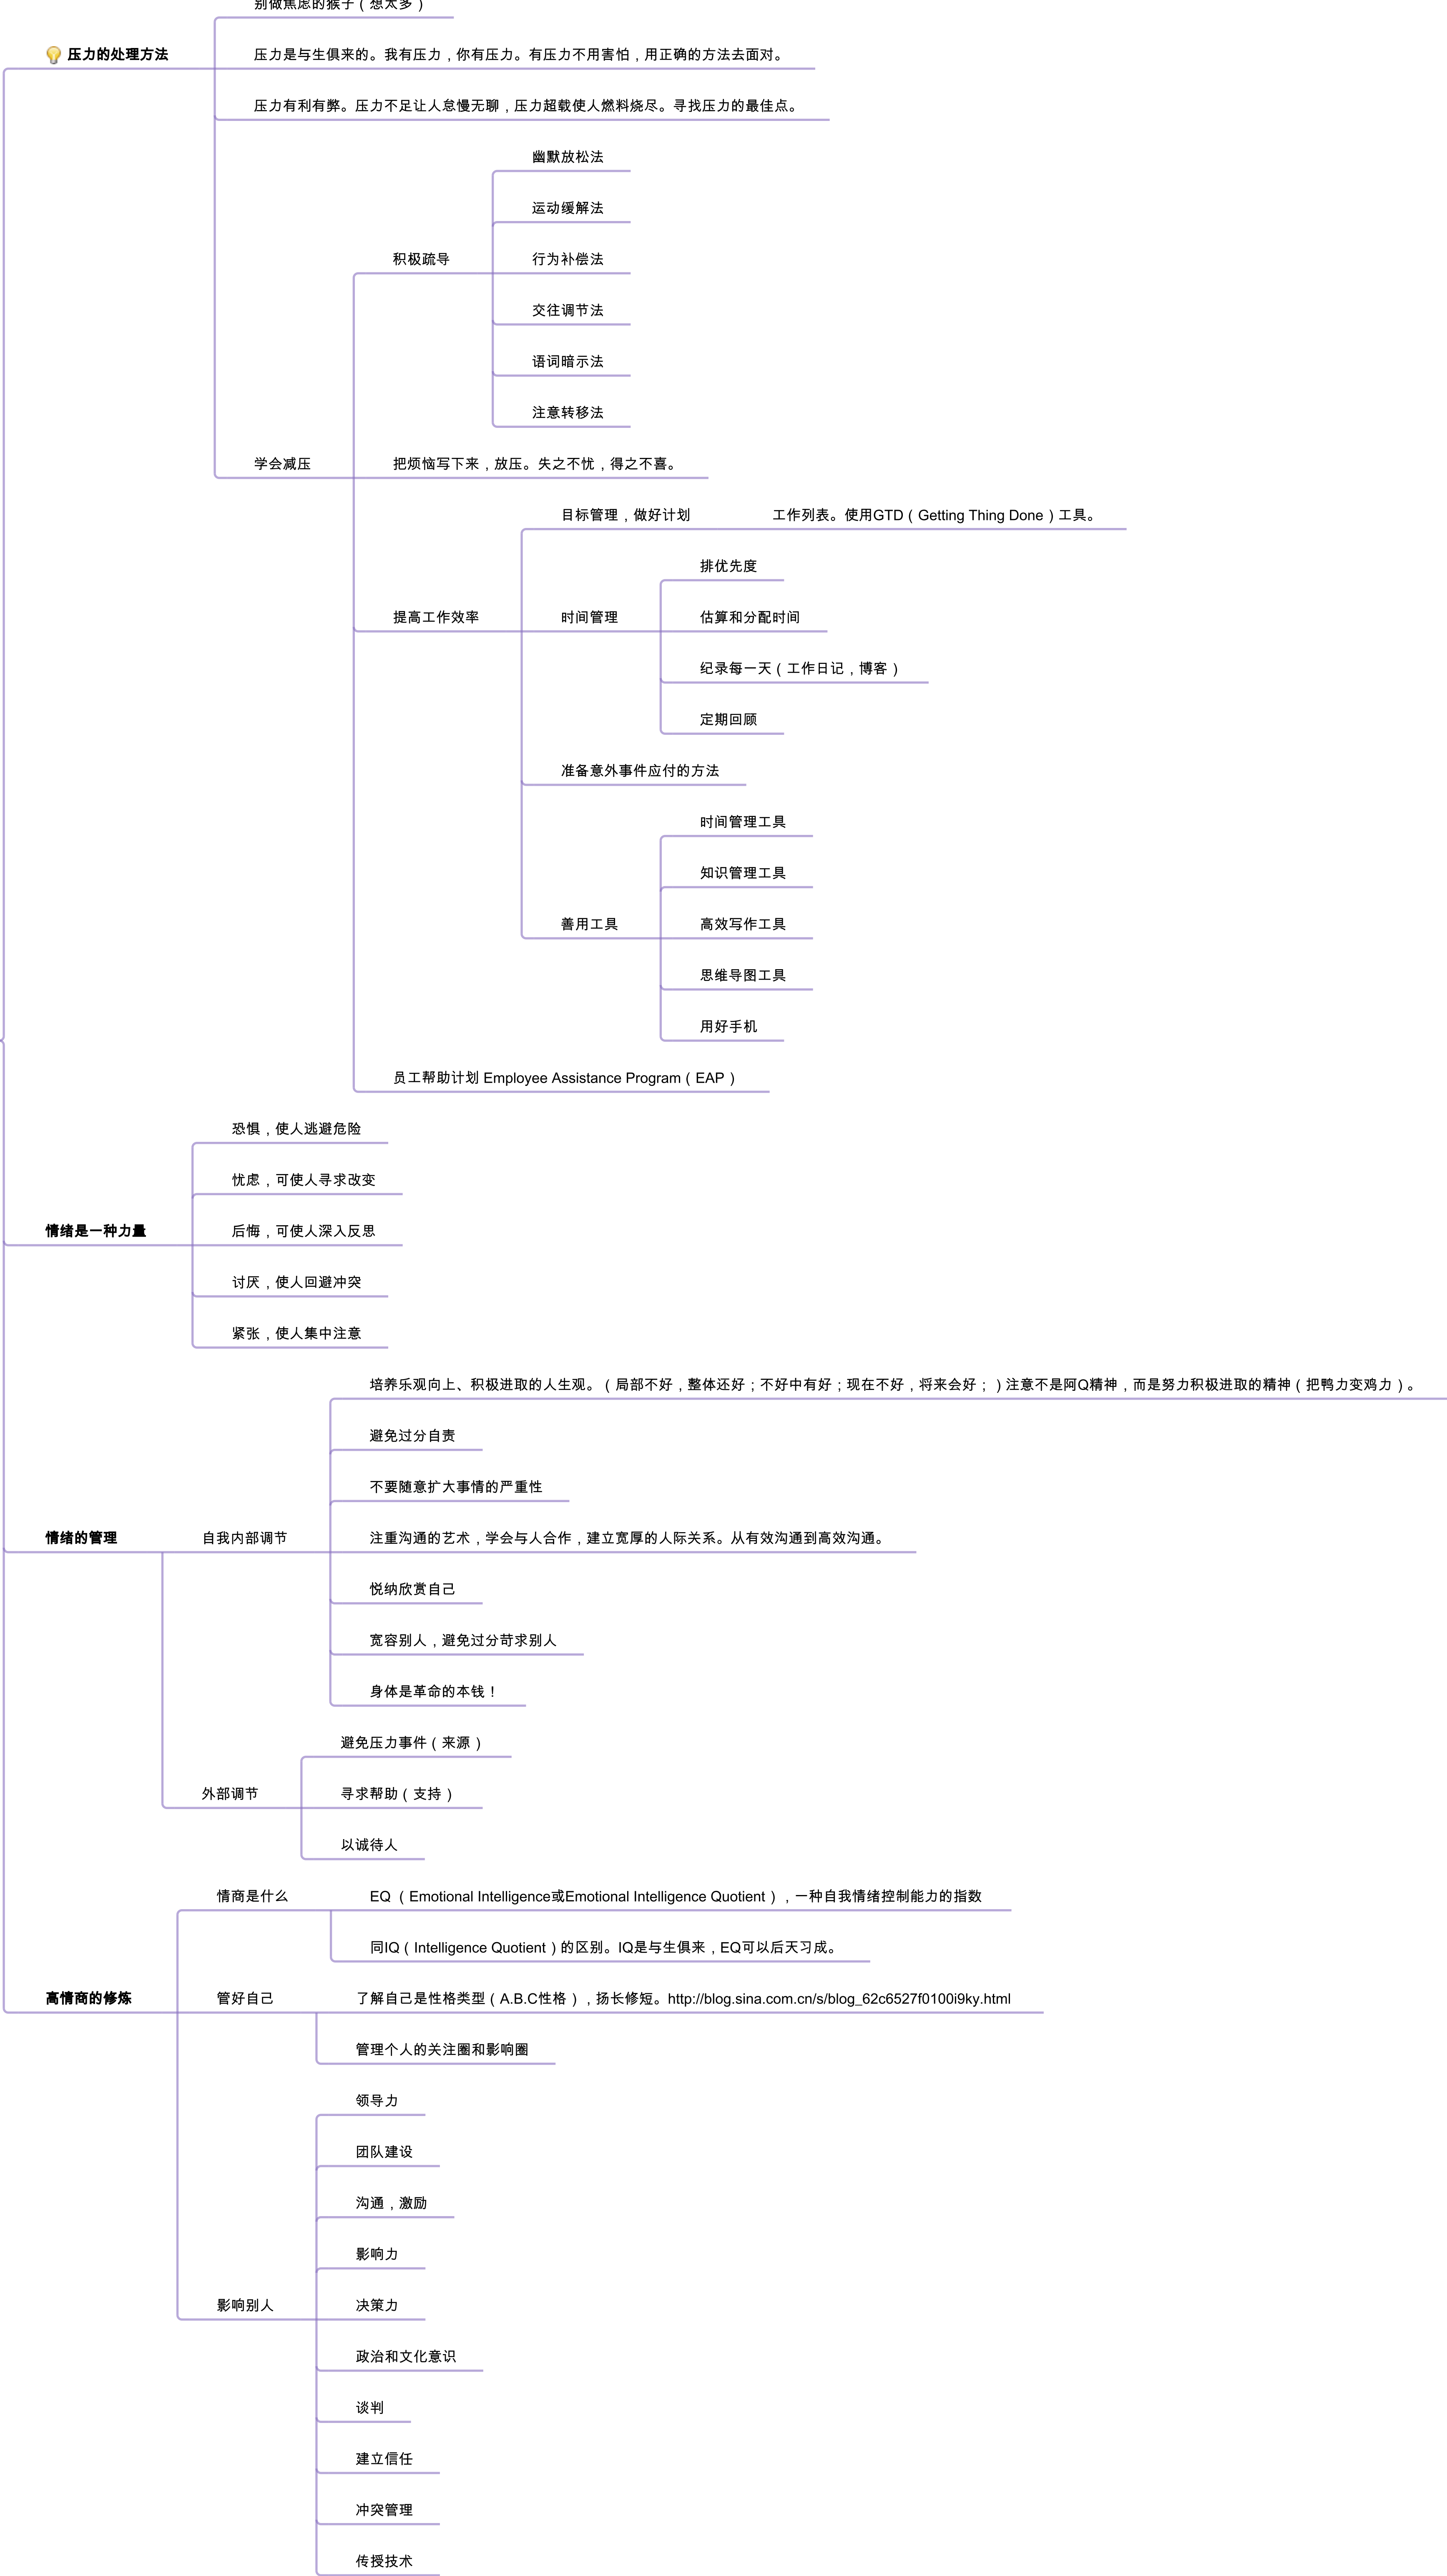 别做焦虑的猴子（想太多）
压力的处理方法
压力是与生俱来的。我有压力，你有压力。有压力不用害怕，用正确的方法去面对。
压力有利有弊。压力不足让人怠慢无聊，压力超载使人燃料烧尽。寻找压力的最佳点。
幽默放松法
运动缓解法
积极疏导
行为补偿法
交往调节法
语词暗示法
注意转移法
学会减压
把烦恼写下来，放压。失之不忧，得之不喜。
目标管理，做好计划
工作列表。使用GTD（Getting Thing Done）工具。
排优先度
提高工作效率
时间管理
估算和分配时间
纪录每一天（工作日记，博客）
定期回顾
准备意外事件应付的方法
时间管理工具
知识管理工具
善用工具
高效写作工具
思维导图工具
用好手机
员工帮助计划 Employee Assistance Program（EAP）
恐惧，使人逃避危险
忧虑，可使人寻求改变
情绪是一种力量
后悔，可使人深入反思
讨厌，使人回避冲突
紧张，使人集中注意
培养乐观向上、积极进取的人生观。（局部不好，整体还好；不好中有好；现在不好，将来会好；）注意不是阿Q精神，而是努力积极进取的精神（把鸭力变鸡力）。
避免过分自责
不要随意扩大事情的严重性
情绪的管理
自我内部调节
注重沟通的艺术，学会与人合作，建立宽厚的人际关系。从有效沟通到高效沟通。
悦纳欣赏自己
宽容别人，避免过分苛求别人
身体是革命的本钱！
避免压力事件（来源）
外部调节
寻求帮助（支持）
以诚待人
情商是什么
EQ （Emotional Intelligence或Emotional Intelligence Quotient），一种自我情绪控制能力的指数
同IQ（Intelligence Quotient）的区别。IQ是与生俱来，EQ可以后天习成。
高情商的修炼
管好自己
了解自己是性格类型（A.B.C性格），扬长修短。http://blog.sina.com.cn/s/blog_62c6527f0100i9ky.html
管理个人的关注圈和影响圈
领导力
团队建设
沟通，激励
影响力
影响别人
决策力
政治和文化意识
谈判
建立信任
冲突管理
传授技术